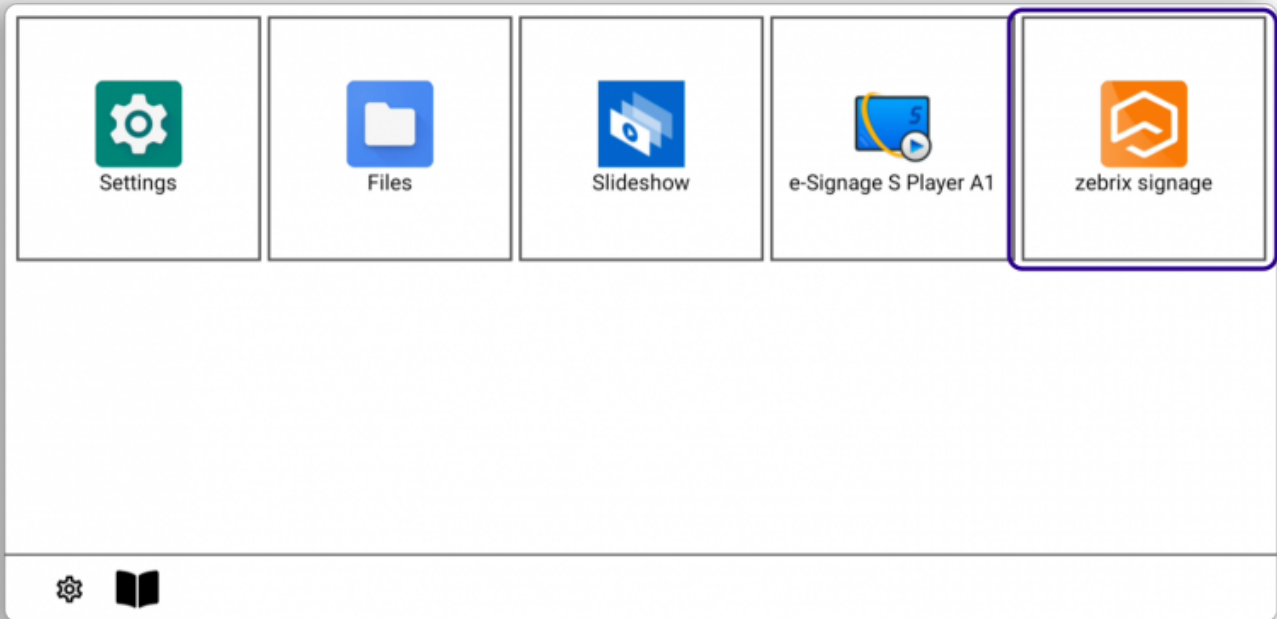 Settings
Files
Slideshow
S
e-Signage S Player A1
zebrix signage